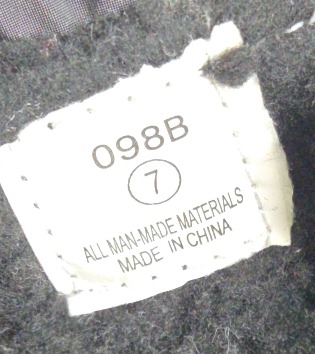 098B
7
ALL MAN-MADE MATERIALS
MADE IN CHINA